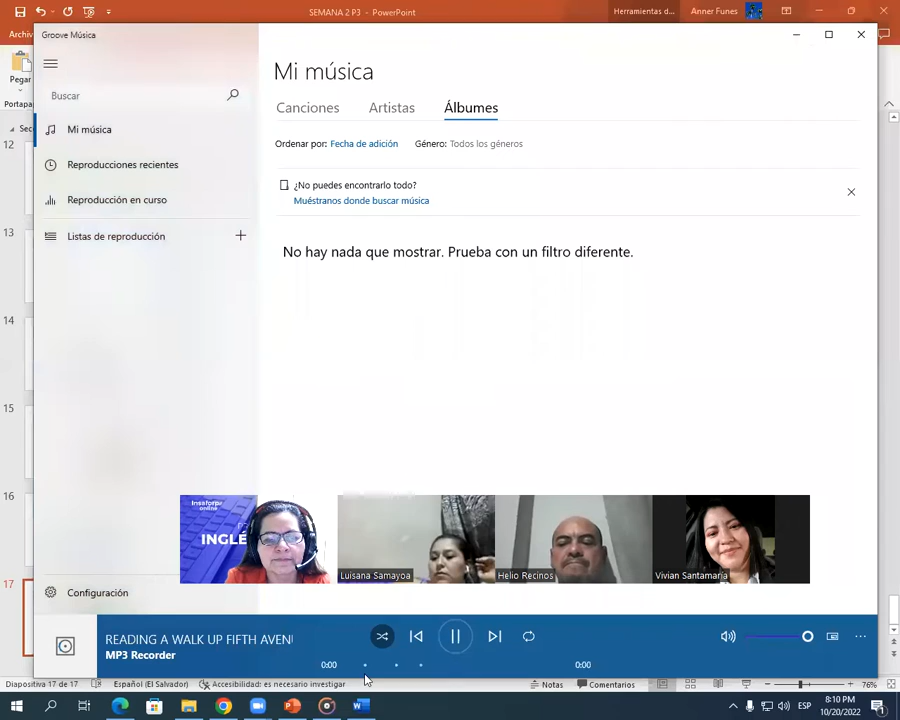 SEMANA 2 P3 - PowerPoint
Herramientas d...
Anner Funes
Archiv
Pegar
Portapa
Sec
12
13
14
15
16
17
Groove Música
Buscar
Mi música
Reproducciones recientes
Reproducción en curso
Listas de reproducción
Configuración
Mi música
Canciones
Artistas
Álbumes
Ordenar por: Fecha de adición
Género: Todos los géneros
¿No puedes encontrarlo todo?
Muéstranos donde buscar música
No hay nada que mostrar. Prueba con un filtro diferente.
online
INGLÉ
Luisana Samayoa
Helio Recinos
Vivian Santamaría
READING A WALK UP FIFTH AVEN
MP3 Recorder
0:00
0:00
Diapositiva 17 de 17
Español (El Salvador)
Accesibilidad: es necesario investigar
Notas
Comentarios
76%
ESP
8:10 PM
10/20/2022
1